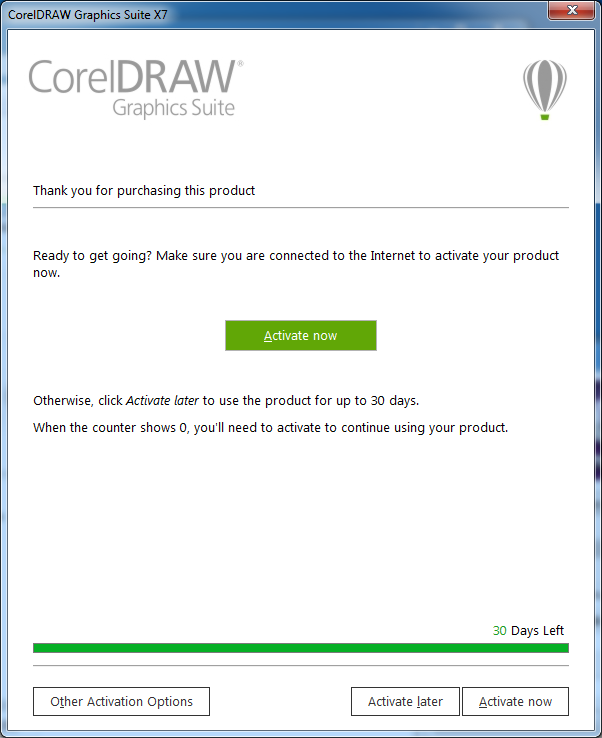 CorelDRAW Graphics Suite X7
CorelDRAW®
Graphics Suite
Thank you for purchasing this product
Ready to get going? Make sure you are connected to the Internet to activate your product
now.
Activate now
Otherwise, click Activate later to use the product for up to 30 days.
When the counter shows 0, you'll need to activate to continue using your product.
30 Days Left
Other Activation Options
Activate later
Activate now